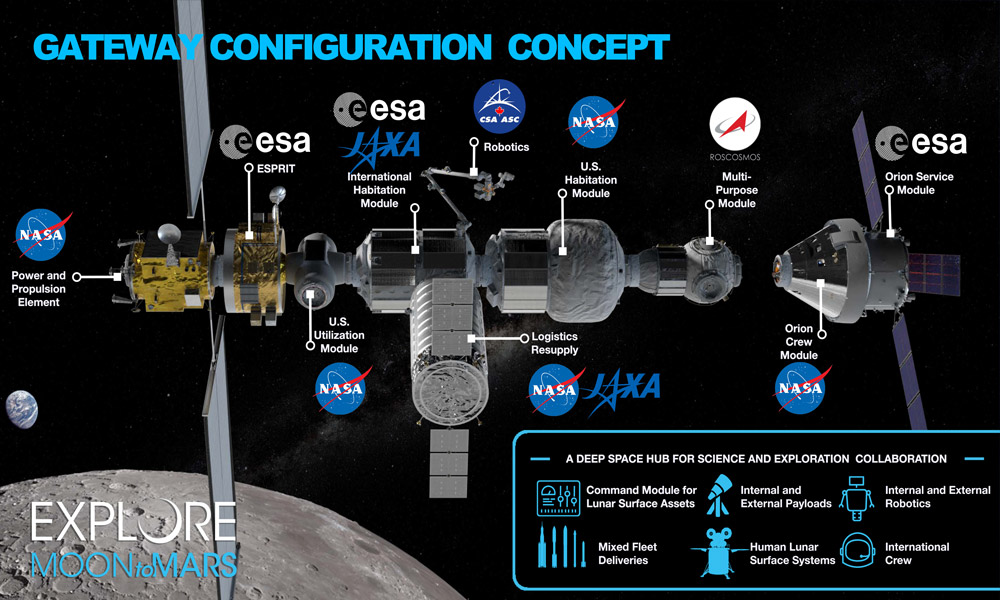 GATEWAY CONFIGURATION CONCEPT
esa
ESPRIT
esa
JAXA
International
Habitation
Module
CSA ASC
Robotics
NASA
U.S.
Habitation
Module
ROSCOSMOS
Multi-
Purpose
Module
esa
Orion Service
Module
NASA
Power and
Propulsion
Element
U.S.
Utilization
Module
NASA
Logistics
Resupply
NASA JAXA
Orion
Crew
Module
NASA
EXPLORE
MOONtoMARS
A DEEP SPACE HUB FOR SCIENCE AND EXPLORATION COLLABORATION
Command Module for
Lunar Surface Assets
Internal and
External Payloads
Internal and External
Robotics
Mixed Fleet
Deliveries
Human Lunar
Surface Systems
International
Crew